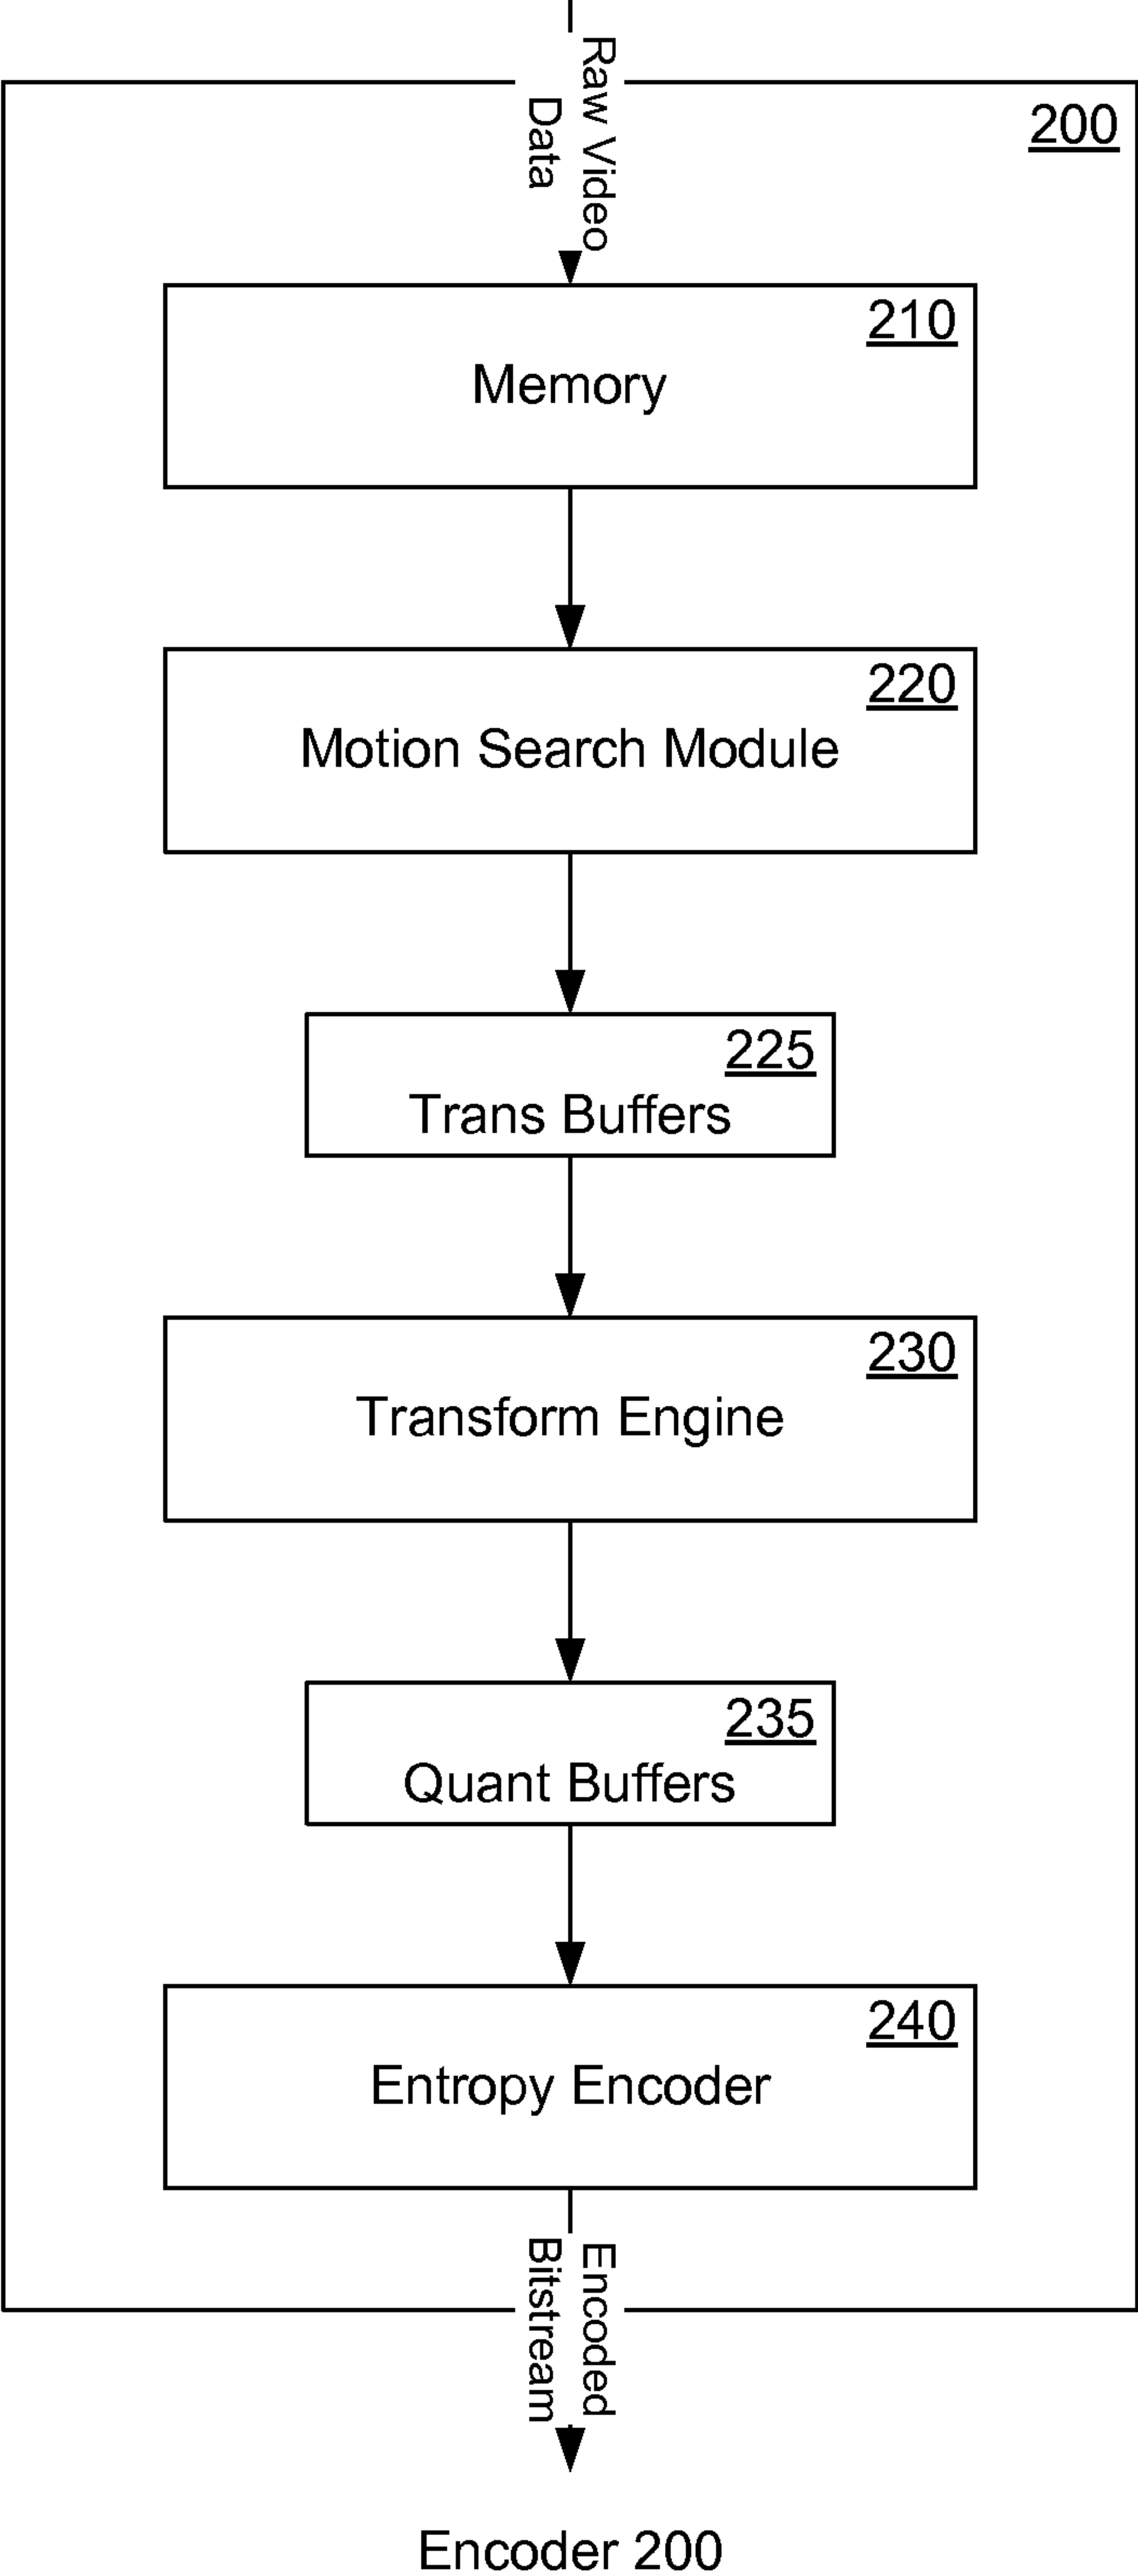 Raw Video
Data
200
210
Memory
220
Motion Search Module
225
Trans Buffers
230
Transform Engine
235
Quant Buffers
240
Entropy Encoder
Encoded
Bitstream
Encoder 200